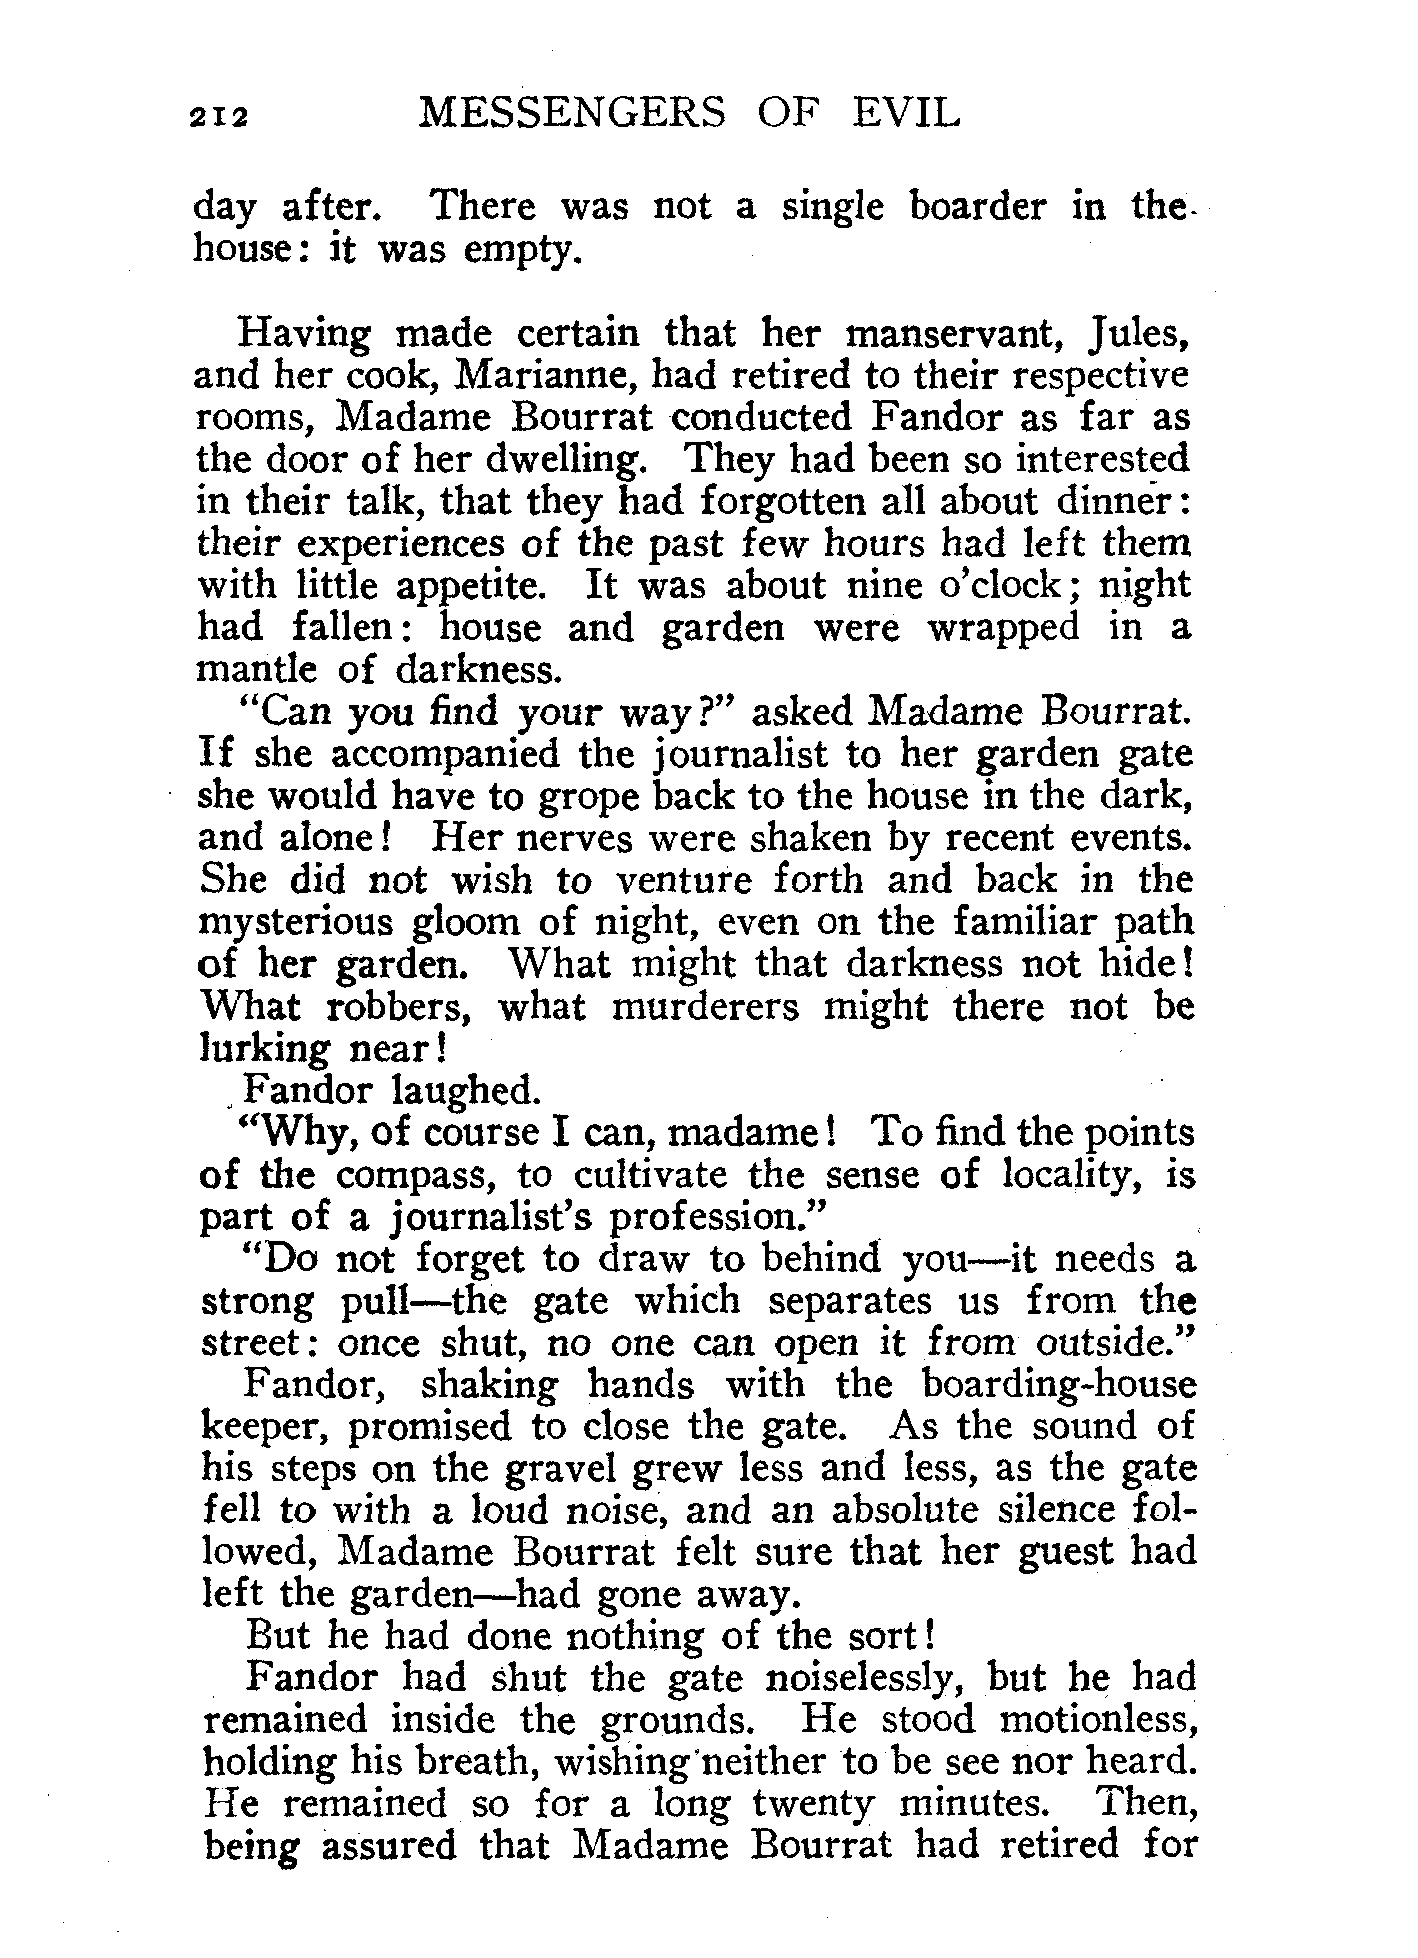 212 MESSENGERS OF EVIL
day after. There was not a single boarder in the
house: it was empty.
Having made certain that her manservant, Jules,
and her cook, Marianne, had retired to their respective
rooms, Madame Bourrat conducted Fandor as far as
the door of her dwelling. They had been so interested
in their talk, that they had forgotten all about dinner:
their experiences of the past few hours had left them
with little appetite. It was about nine o'clock; night
had fallen: house and garden were wrapped in a
mantle of darkness.
"Can you find your way?" asked Madame Bourrat.
If she accompanied the journalist to her garden gate
she would have to grope back to the house in the dark,
and alone! Her nerves were shaken by recent events.
She did not wish to venture forth and back in the
mysterious gloom of night, even on the familiar path
of her garden. What might that darkness not hide!
What robbers, what murderers might there not be
lurking near!
Fandor laughed.
"Why, of course I can, madame! To find the points
of the compass, to cultivate the sense of locality, is
part of a journalist's profession."
"Do not forget to draw to behind you—it needs a
strong pull—the gate which separates us from the
street: once shut, no one can open it from outside."
Fandor, shaking hands with the boarding-house
keeper, promised to close the gate. As the sound of
his steps on the gravel grew less and less, as the gate
fell to with a loud noise, and an absolute silence fol-
lowed, Madame Bourrat felt sure that her guest had
left the garden—had gone away.
But he had done nothing of the sort!
Fandor had shut the gate noiselessly, but he had
remained inside the grounds. He stood motionless,
holding his breath, wishing neither to be see nor heard.
He remained so for a long twenty minutes. Then,
being assured that Madame Bourrat had retired for